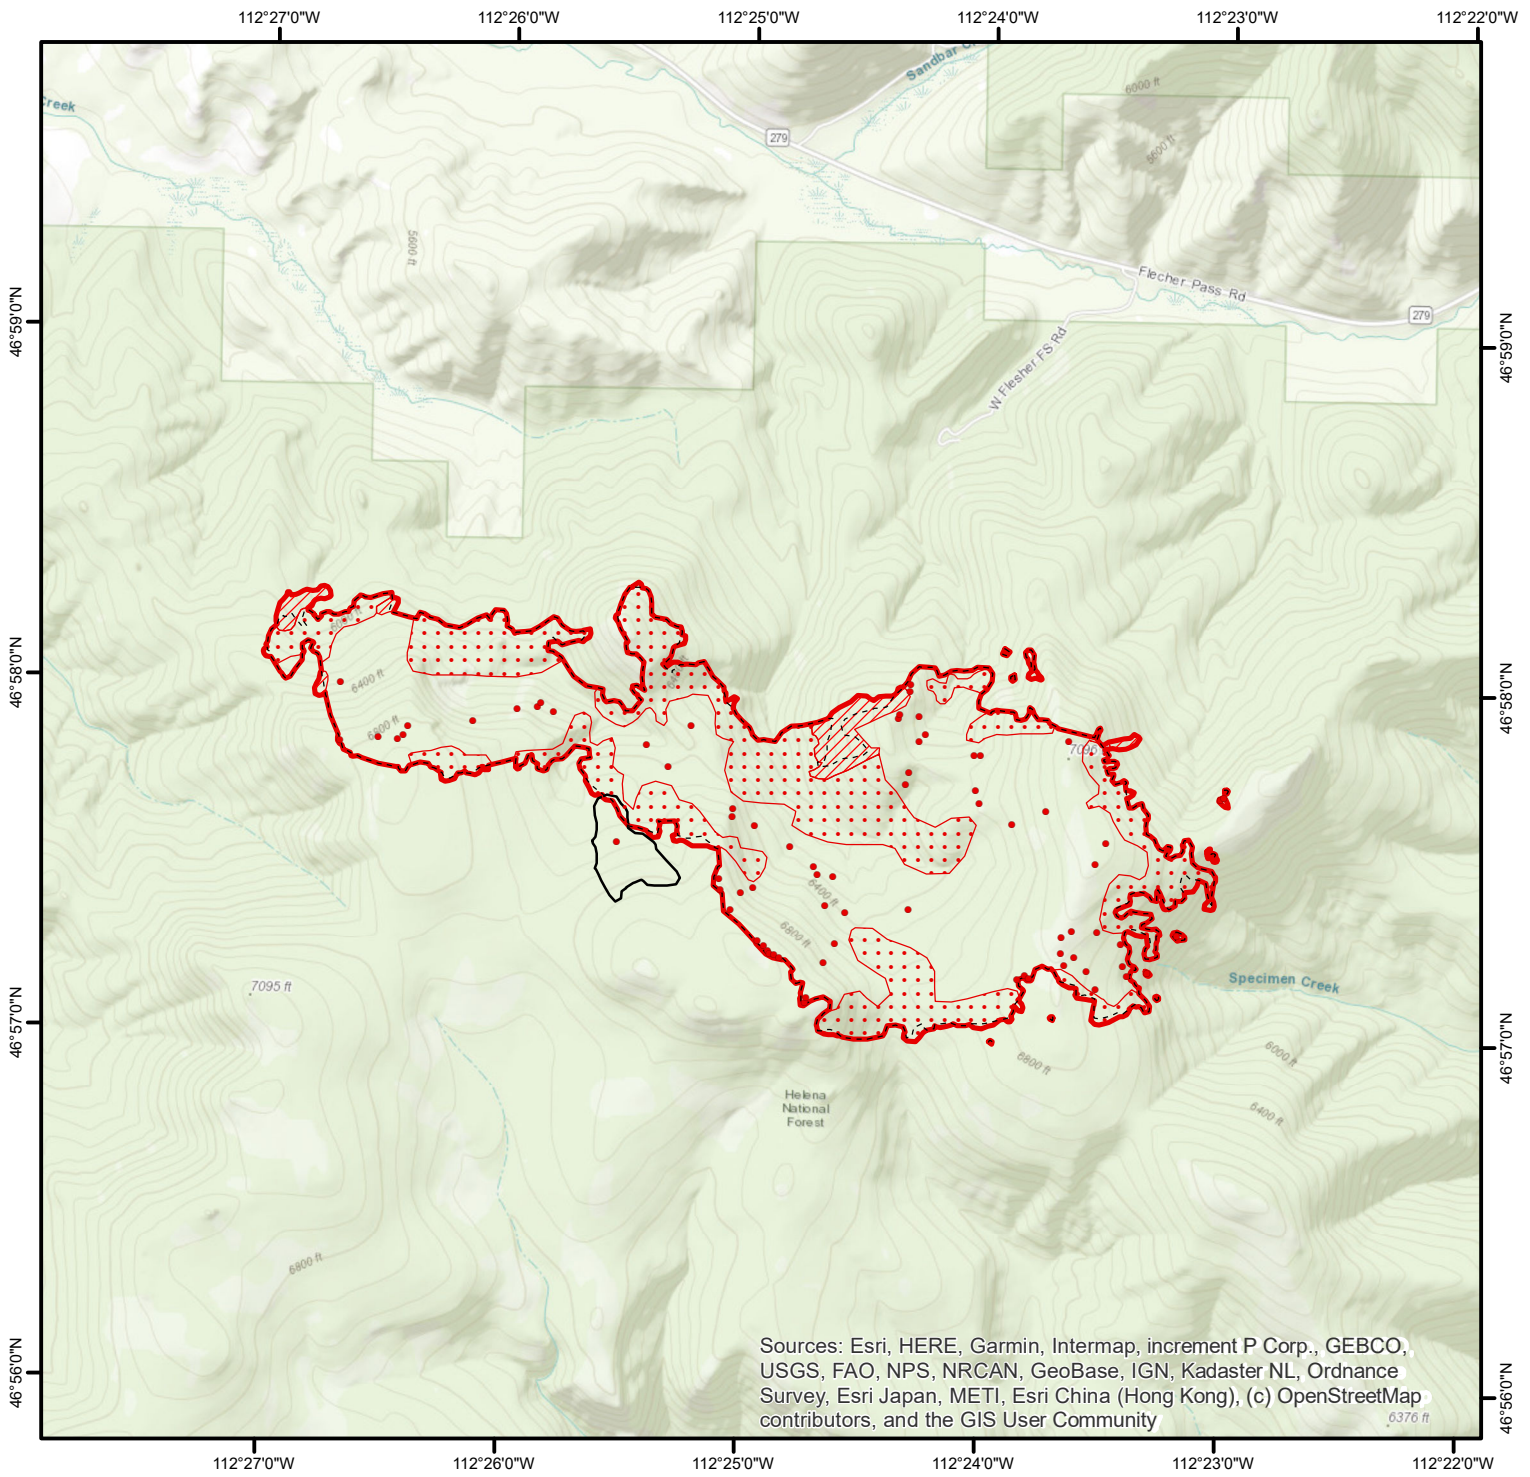 112°27'0"W 112°26'0"W 112°25'0"W 112°24'0"W 112°23'0"W 112°22'0"W
Creek
Sandbar
279
6000 ft
5600 ft
5600 ft
Flecher Pass Rd
279
W Flesher FS Rd
46°59'0"N
46°59'0"N
46°58'0"N
46°58'0"N
6400 ft
7096
6400 ft
6800 ft
Specimen Creek
7095 ft
46°57'0"N
46°57'0"N
6800 ft
6000 ft
6400 ft
Helena
National
Forest
6800 ft
46°56'0"N
46°56'0"N
Sources: Esri, HERE, Garmin, Intermap, increment P Corp., GEBCO,
USGS, FAO, NPS, NRCAN, GeoBase, IGN, Kadaster NL, Ordnance
Survey, Esri Japan, METI, Esri China (Hong Kong), (c) OpenStreetMap
contributors, and the GIS User Community
6376 ft
112°27'0"W 112°26'0"W 112°25'0"W 112°24'0"W 112°23'0"W 112°22'0"W